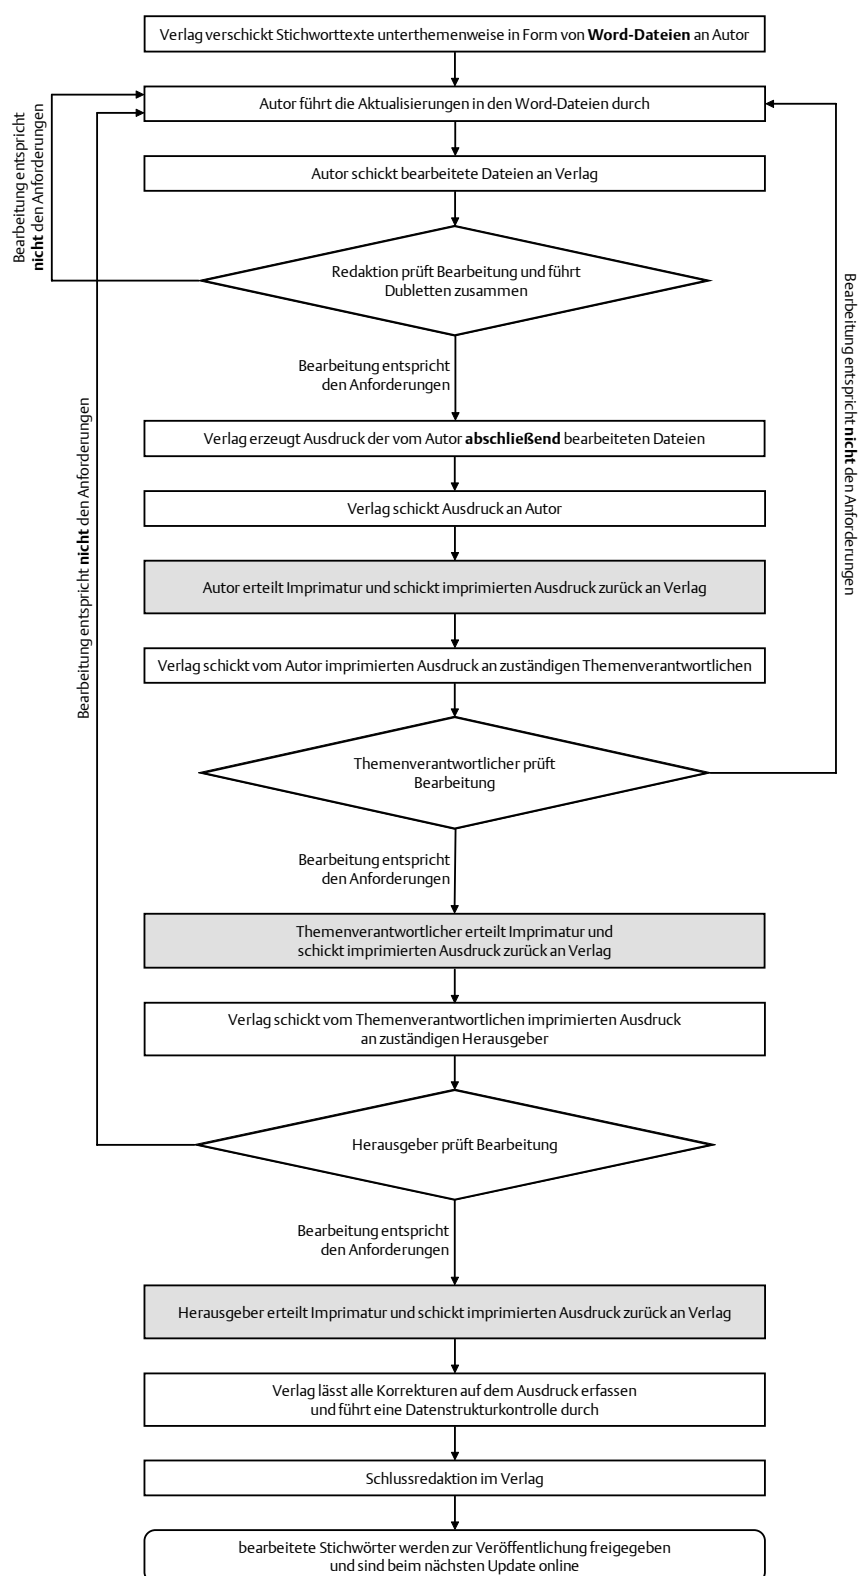 Verlag verschickt Stichworttexte unterthemenweise in Form von Word-Dateien an Autor
Autor führt die Aktualisierungen in den Word-Dateien durch
Bearbeitung entspricht
nicht den Anforderungen
Autor schickt bearbeitete Dateien an Verlag
Redaktion prüft Bearbeitung und führt
Dubletten zusammen
Bearbeitung entspricht nicht den Anforderungen
Bearbeitung entspricht
den Anforderungen
Bearbeitung entspricht nicht den Anforderungen
Verlag erzeugt Ausdruck der vom Autor abschließend bearbeiteten Dateien
Verlag schickt Ausdruck an Autor
Autor erteilt Imprimatur und schickt imprimierten Ausdruck zurück an Verlag
Verlag schickt vom Autor imprimierten Ausdruck an zuständigen Themenverantwortlichen
Themenverantwortlicher prüft
Bearbeitung
Bearbeitung entspricht
den Anforderungen
Themenverantwortlicher erteilt Imprimatur und
schickt imprimierten Ausdruck zurück an Verlag
Verlag schickt vom Themenverantwortlichen imprimierten Ausdruck
an zuständigen Herausgeber
Herausgeber prüft Bearbeitung
Bearbeitung entspricht
den Anforderungen
Herausgeber erteilt Imprimatur und schickt imprimierten Ausdruck zurück an Verlag
Verlag lässt alle Korrekturen auf dem Ausdruck erfassen
und führt eine Datenstrukturkontrolle durch
Schlussredaktion im Verlag
bearbeitete Stichwörter werden zur Veröffentlichung freigegeben
und sind beim nächsten Update online